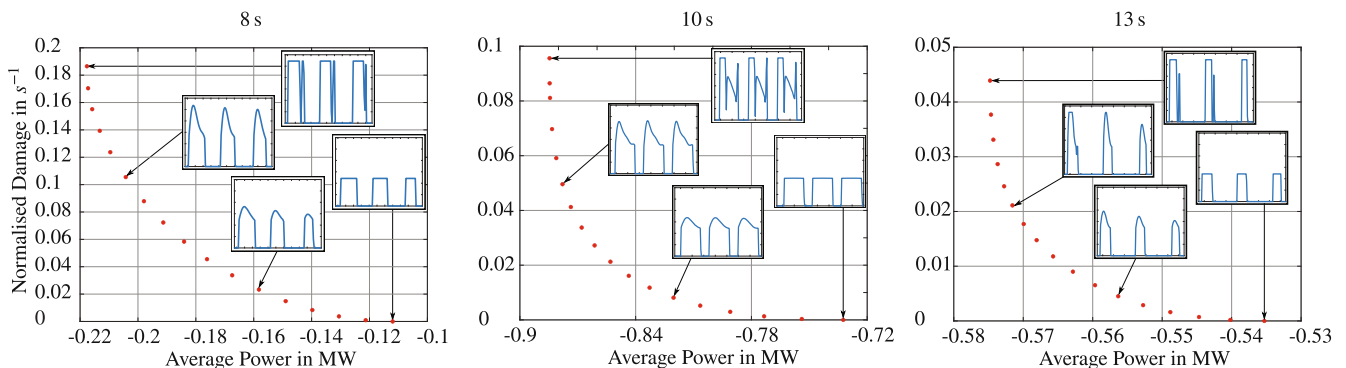 8 s
Normalised Damage in s⁻¹
0.2
0.18
0.16
0.14
0.12
0.1
0.08
0.06
0.04
0.02
0
-0.22 -0.2 -0.18 -0.16 -0.14 -0.12 -0.1
Average Power in MW
10 s
0.1
0.08
0.06
0.04
0.02
0
-0.9 -0.84 -0.78 -0.72
Average Power in MW
13 s
0.05
0.04
0.03
0.02
0.01
0
-0.58 -0.57 -0.56 -0.55 -0.54 -0.53
Average Power in MW